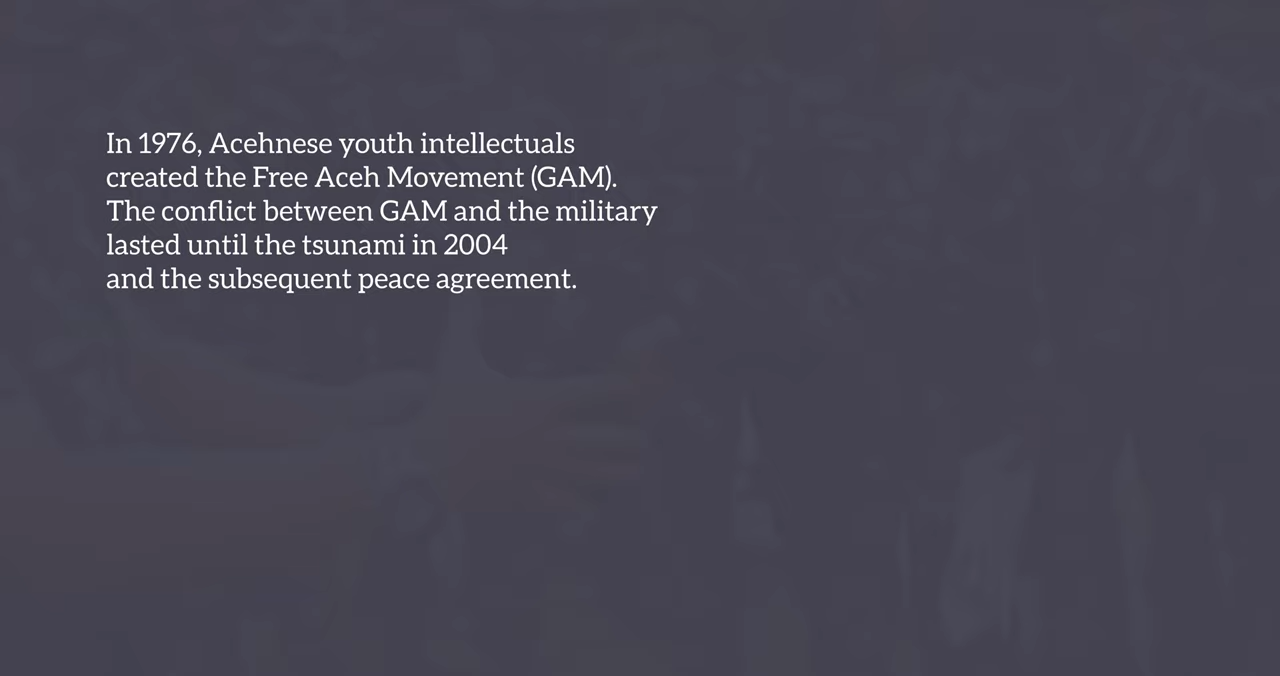 In 1976, Acehnese youth intellectuals
created the Free Aceh Movement (GAM).
The conflict between GAM and the military
lasted until the tsunami in 2004
and the subsequent peace agreement.